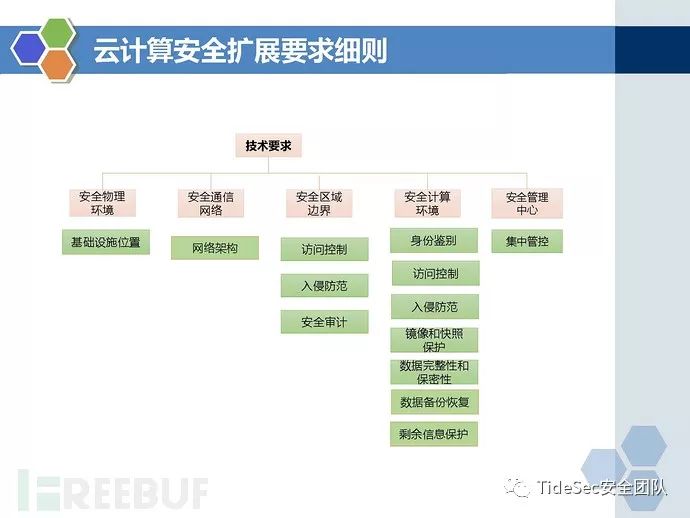 云计算安全扩展要求细则
技术要求
安全物理
环境
安全通信
网络
安全区域
边界
安全计算
环境
安全管理
中心
基础设施位置
网络架构
访问控制
入侵防范
安全审计
身份鉴别
访问控制
入侵防范
镜像和快照
保护
数据完整性和
保密性
数据备份恢复
剩余信息保护
集中管控
FREEBUF
TideSec安全团队